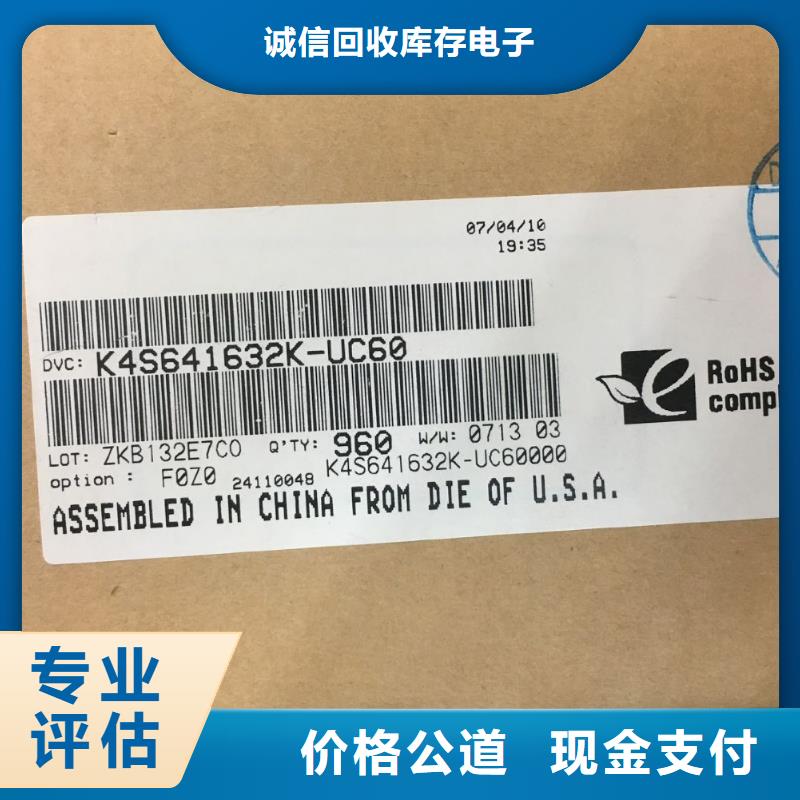 诚信回收库存电子
07/04/10
19:35
DVC: K4S641632K-UC60
LOT: ZKB132E7C0 Q'TY: 960 W/W: 0713 03
option : F0Z0 24110048 K4S641632K-UC60000
ASSEMBLED IN CHINA FROM DIE OF U.S.A.
RoHS
comp
专业
评估
价格公道 现金支付